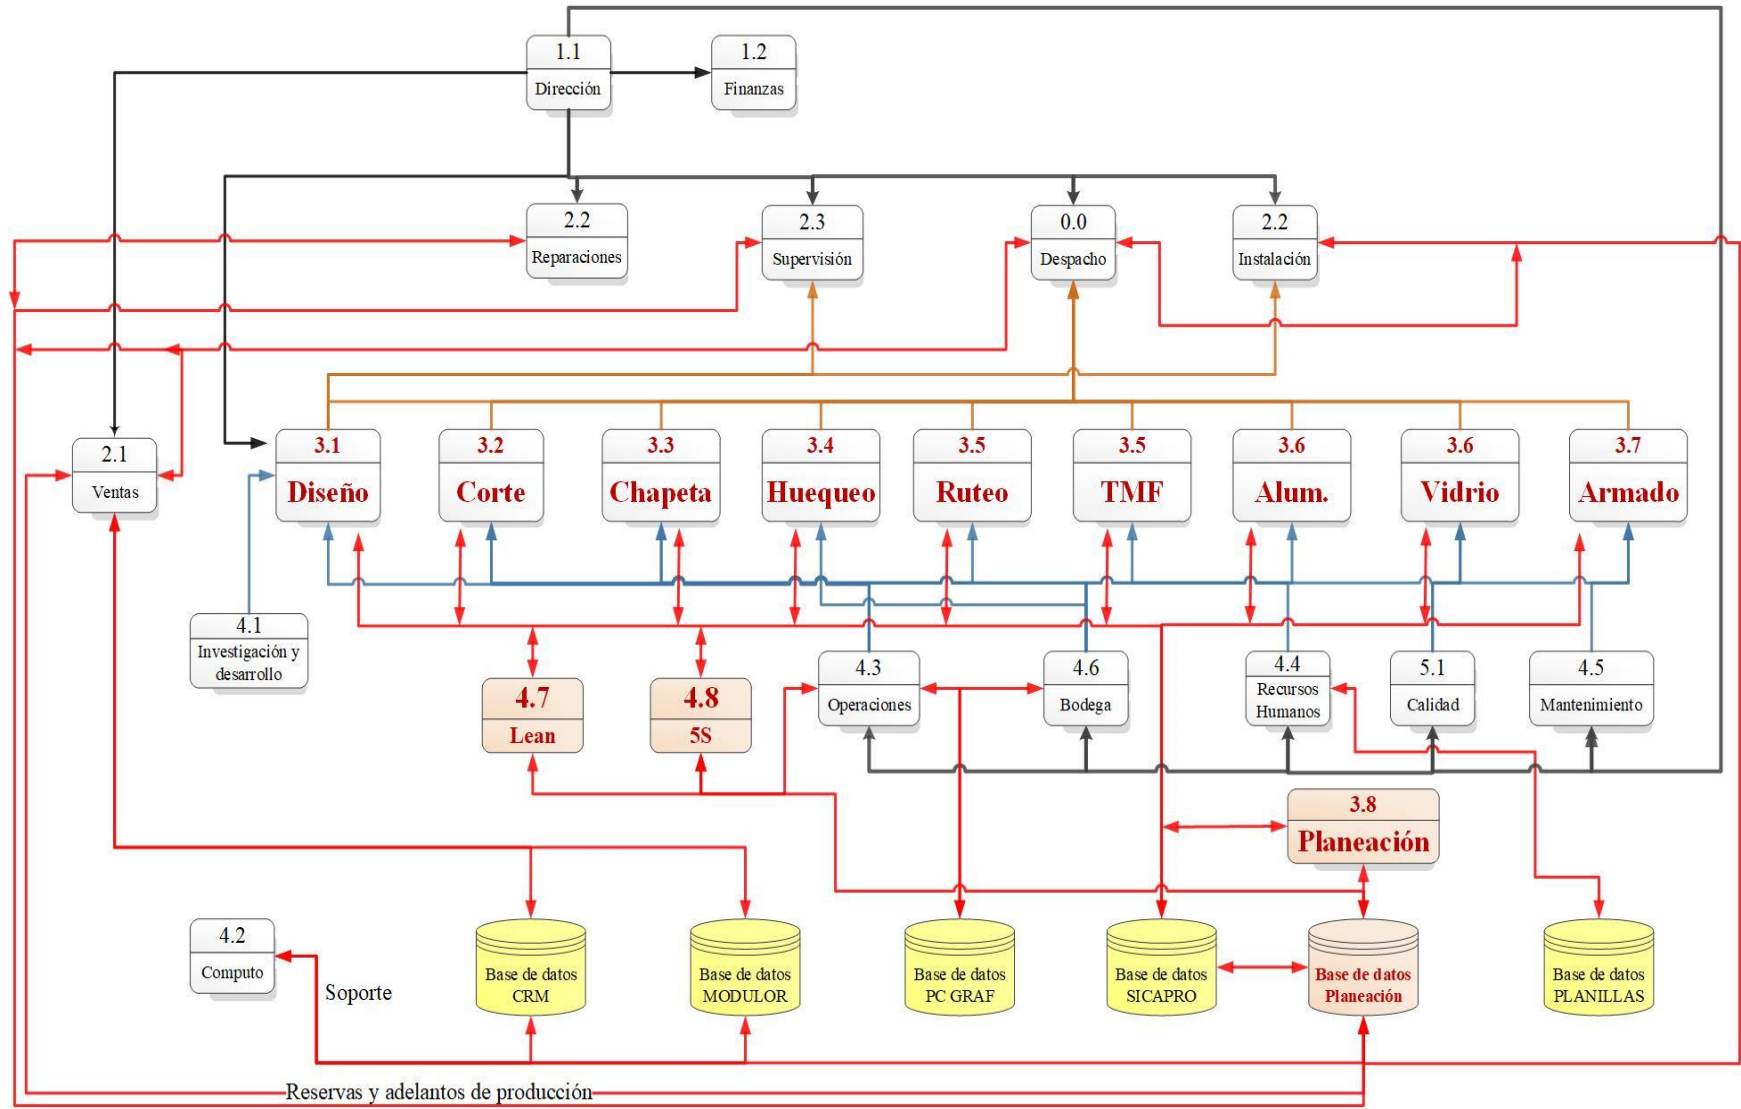 1.1
Dirección
1.2
Finanzas
2.2
Reparaciones
2.3
Supervisión
0.0
Despacho
2.2
Instalación
2.1
Ventas
3.1
Diseño
3.2
Corte
3.3
Chapeta
3.4
Huequeo
3.5
Ruteo
3.5
TMF
3.6
Alum.
3.6
Vidrio
3.7
Armado
4.1
Investigación y
desarrollo
4.7
Lean
4.8
5S
4.3
Operaciones
4.6
Bodega
4.4
Recursos
Humanos
5.1
Calidad
4.5
Mantenimiento
3.8
Planeación
4.2
Computo
Soporte
Base de datos
CRM
Base de datos
MODULOR
Base de datos
PC GRAF
Base de datos
SICAPRO
Base de datos
Planeación
Base de datos
PLANILLAS
Reservas y adelantos de producción